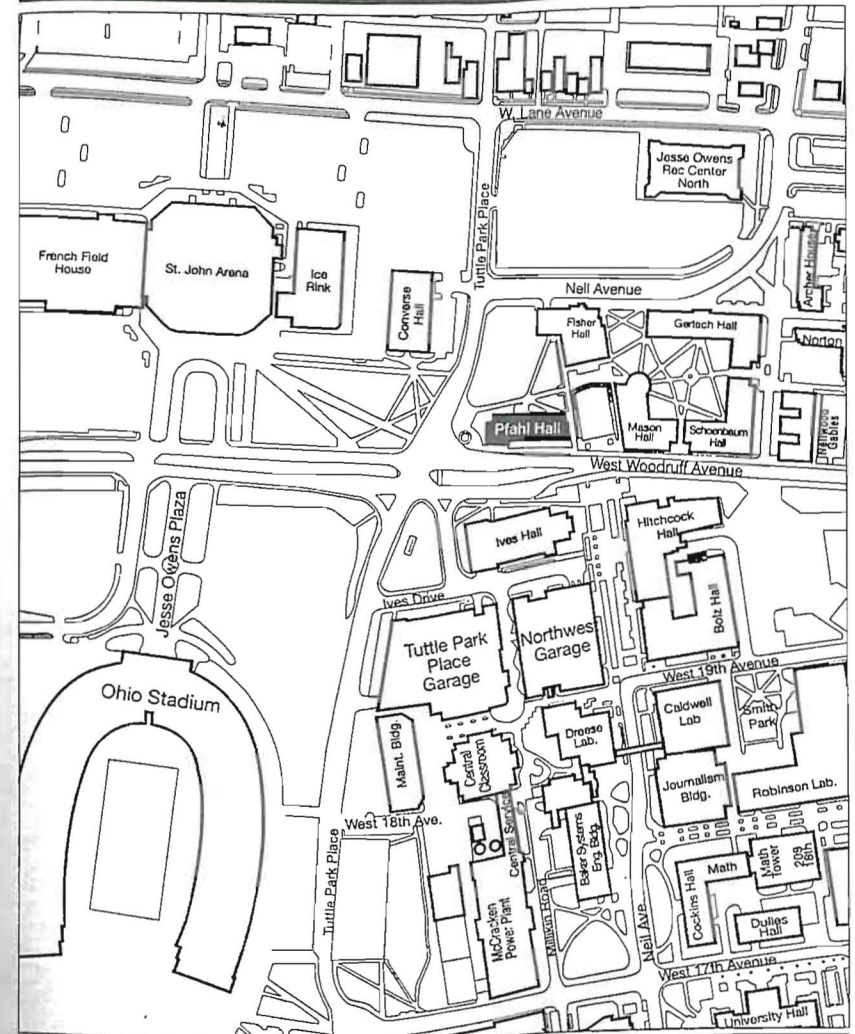 W. Lane Avenue
Jesse Owens
Rec Center
North
Tuttle Park Place
French Field
House
St. John Arena
Ice
Rink
Converse
Hall
Nell Avenue
Archer House
Fisher
Hall
Gerlach Hall
Norton
Pfahl Hall
Mason
Hall
Schoenbaum
Hall
Neilwood
Gables
West Woodruff Avenue
Jesse Owens Plaza
Ives Hall
Hitchcock
Hall
Bolz Hall
Ives Drive
Tuttle Park
Place
Garage
Northwest
Garage
West 19th Avenue
Ohio Stadium
Caldwell
Lab
Smith
Park
Maint. Bldg.
Central
Classroom
Dreese
Lab.
Journalism
Bldg.
Robinson Lab.
West 18th Ave.
Central Service
Baker Systems
Eng. Bldg.
Tuttle Park Place
McCracken
Power Plant
Millikin Road
Neil Ave.
Cockins Hall
Math
Math
Tower
209
18th
Dulles
Hall
West 17th Avenue
University Hall